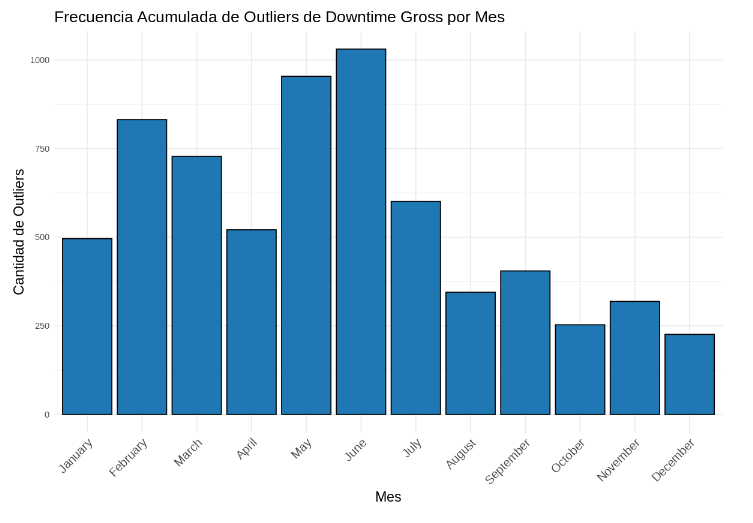 Frecuencia Acumulada de Outliers de Downtime Gross por Mes
Cantidad de Outliers
1000
750
500
250
0
January
February
March
April
May
June
July
August
September
October
November
December
Mes